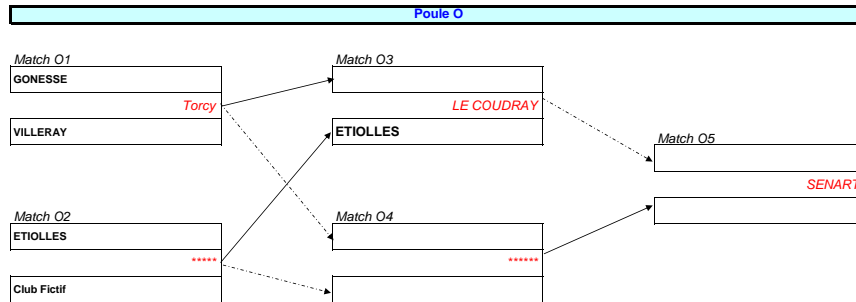 Poule O
Match O1
GONESSE
Torcy
VILLERAY
Match O2
ETIOLLES
*****
Club Fictif
Match O3
LE COUDRAY
ETIOLLES
Match O4
******
Match O5
SENART